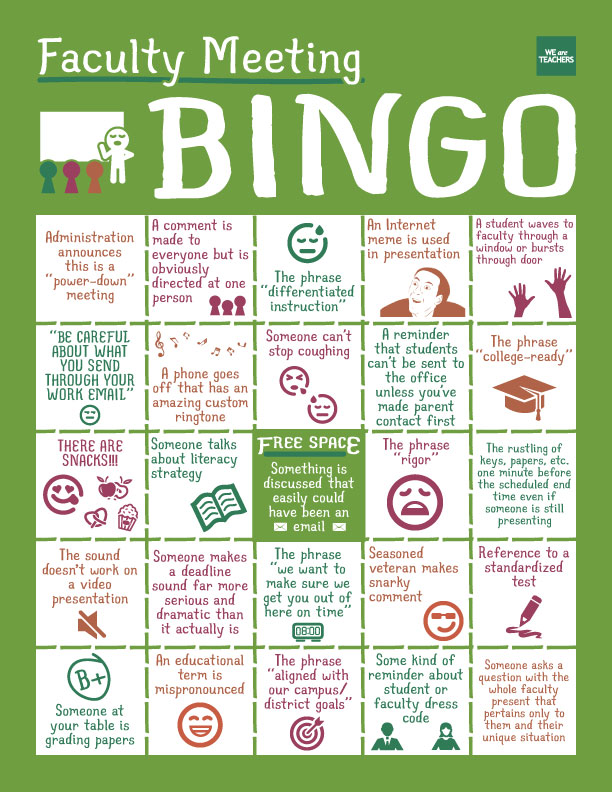 Faculty Meeting
WE are
TEACHERS
BINGO
Administration
announces
this is a
"power-down"
meeting
A comment is
made to
everyone but is
obviously
directed at one
person
The phrase
"differentiated
instruction"
An Internet
meme is used
in presentation
A student waves to
faculty through a
window or bursts
through door
"BE CAREFUL
ABOUT WHAT
YOU SEND
THROUGH YOUR
WORK EMAIL"
A phone goes
off that has an
amazing custom
ringtone
Someone can't
stop coughing
A reminder
that students
can't be sent to
the office
unless you've
made parent
contact first
The phrase
"college-ready"
THERE ARE
SNACKS!!!
Someone talks
about literacy
strategy
FREE SPACE
Something is
discussed that
easily could
have been an
email
The phrase
"rigor"
The rustling of
keys, papers, etc.
one minute before
the scheduled end
time even if
someone is still
presenting
The sound
doesn't work on
a video
presentation
Someone makes
a deadline
sound far more
serious and
dramatic than
it actually is
The phrase
"we want to
make sure we
get you out of
here on time"
08:00
Seasoned
veteran makes
snarky
comment
Reference to a
standardized
test
B+
Someone at
your table is
grading papers
An educational
term is
mispronounced
The phrase
"aligned with
our campus/
district goals"
Some kind of
reminder about
student or
faculty dress
code
Someone asks a
question with the
whole faculty
present that
pertains only to
them and their
unique situation